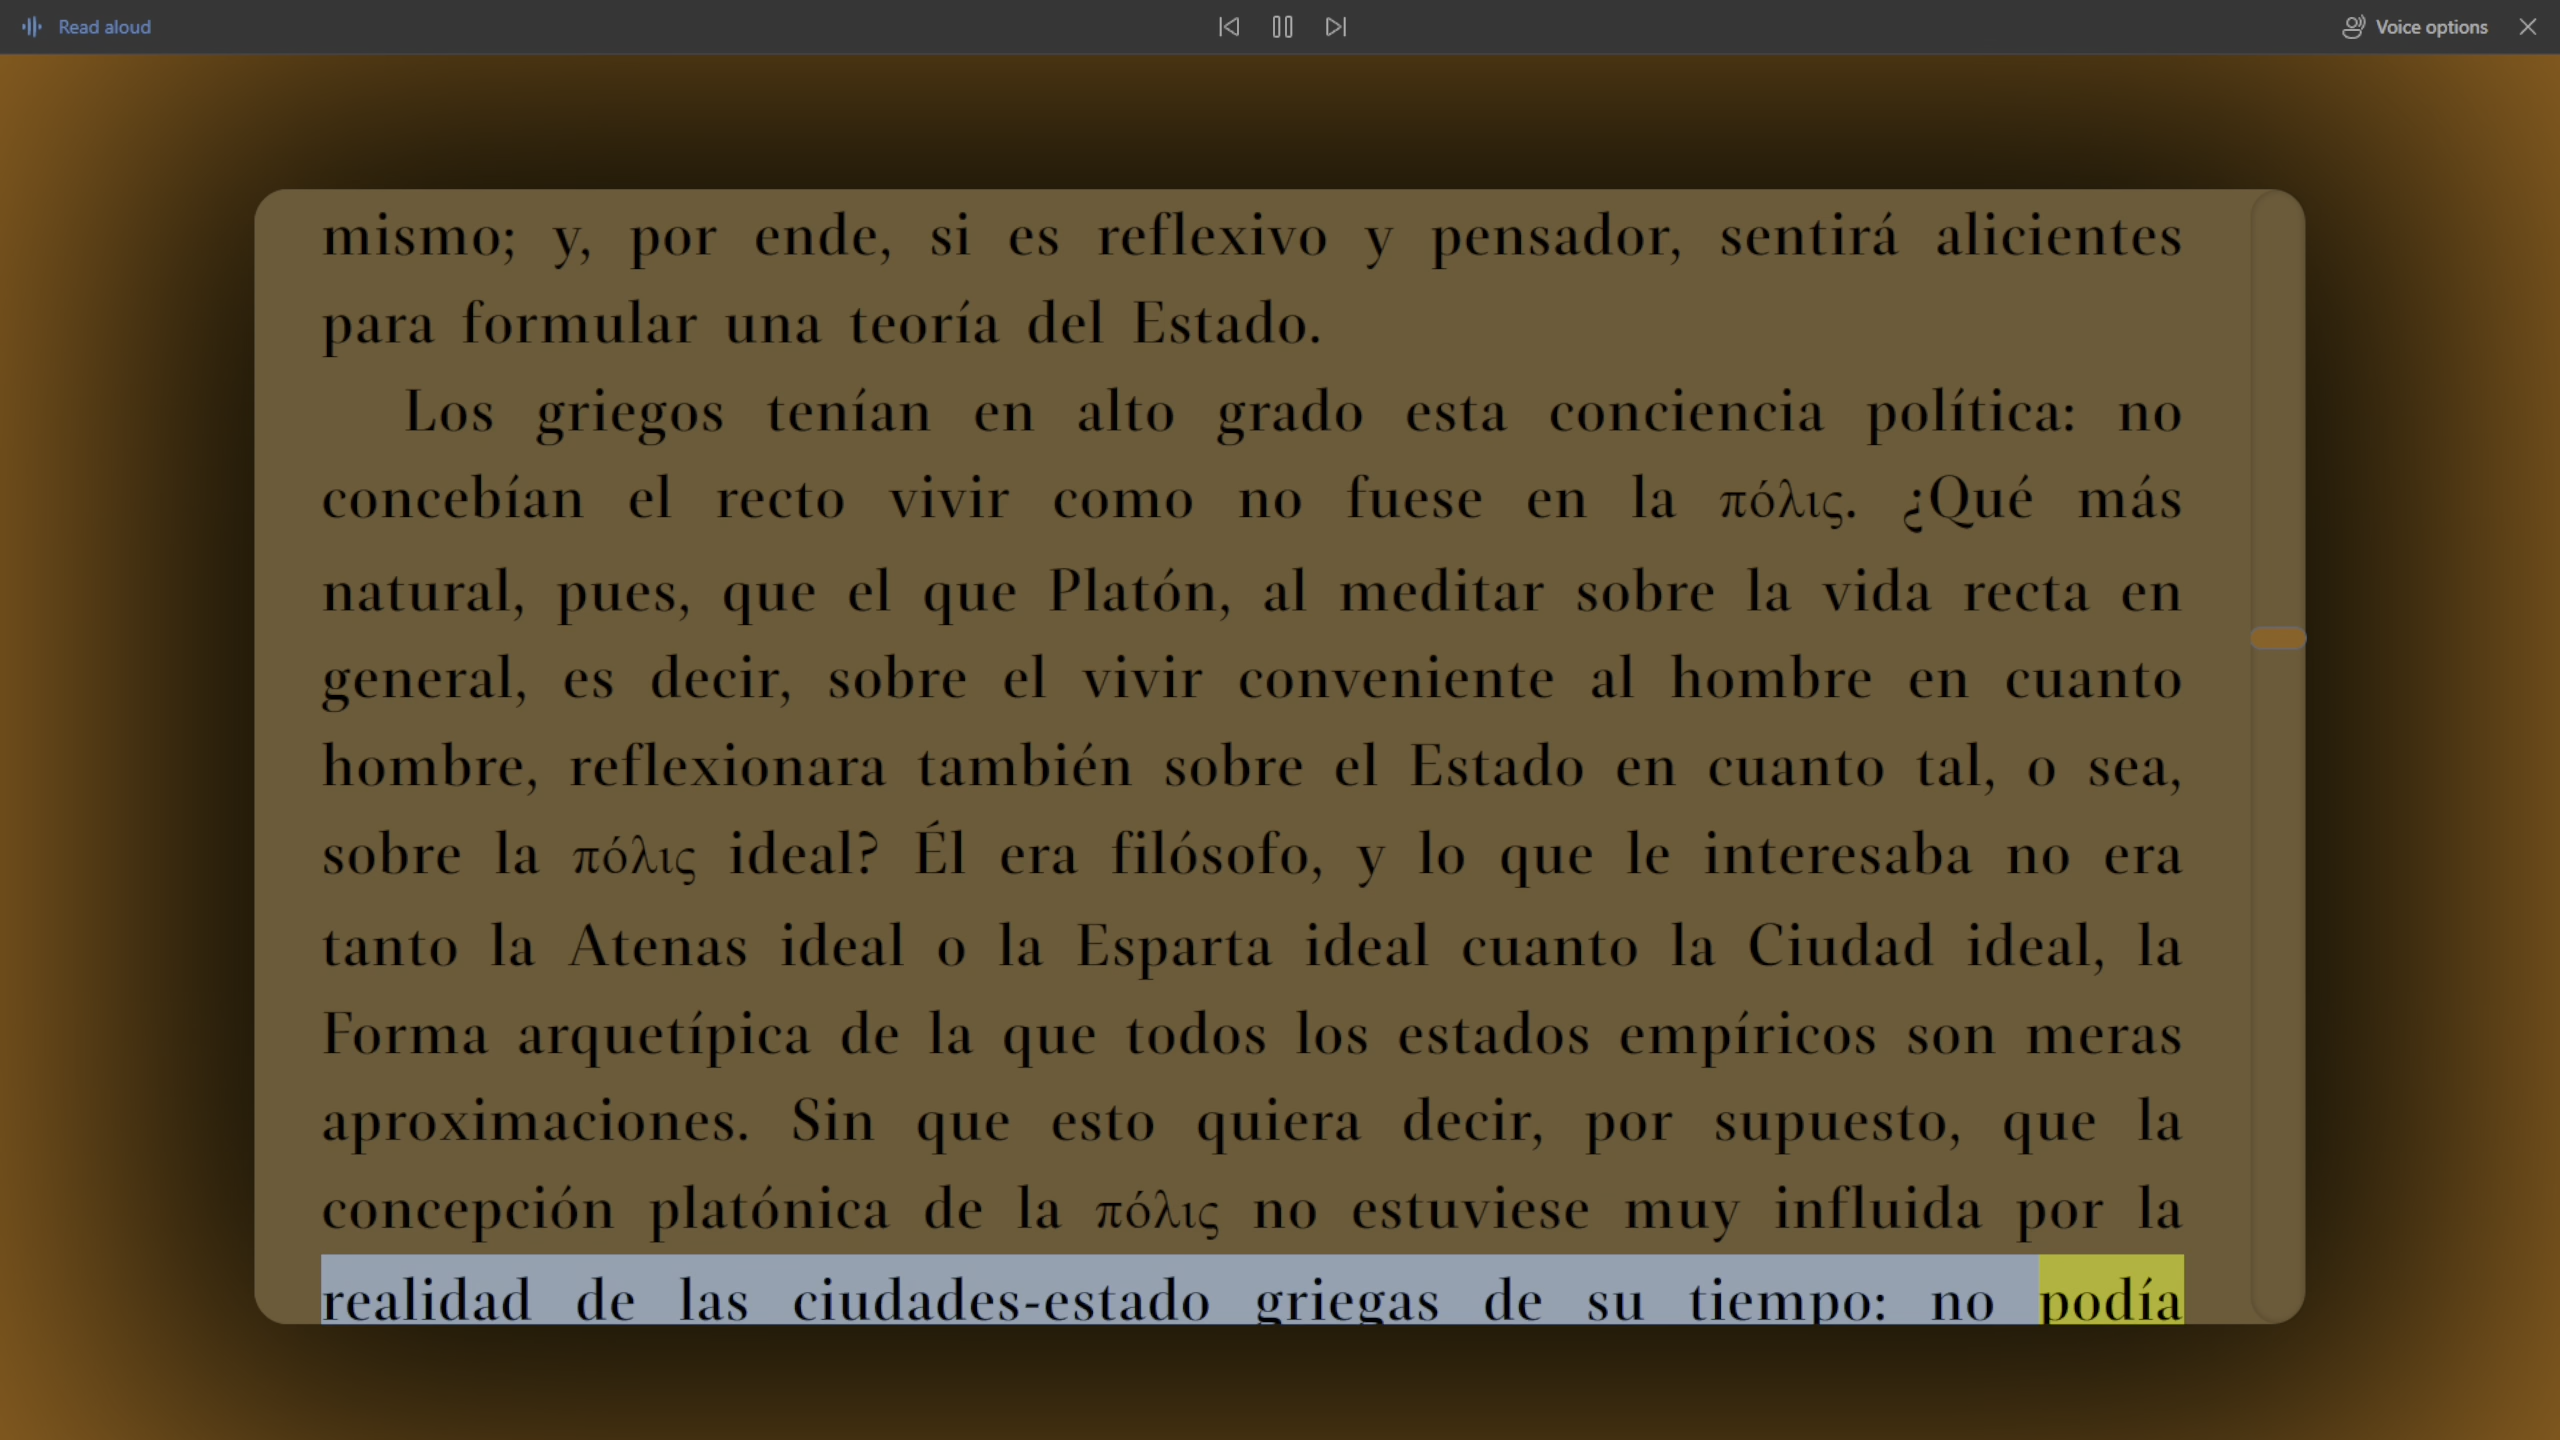 Read aloud
Voice options
mismo; y, por ende, si es reflexivo y pensador, sentirá alicientes
para formular una teoría del Estado.
Los griegos tenían en alto grado esta conciencia política: no
concebían el recto vivir como no fuese en la πόλις. ¿Qué más
natural, pues, que el que Platón, al meditar sobre la vida recta en
general, es decir, sobre el vivir conveniente al hombre en cuanto
hombre, reflexionara también sobre el Estado en cuanto tal, o sea,
sobre la πόλις ideal? Él era filósofo, y lo que le interesaba no era
tanto la Atenas ideal o la Esparta ideal cuanto la Ciudad ideal, la
Forma arquetípica de la que todos los estados empíricos son meras
aproximaciones. Sin que esto quiera decir, por supuesto, que la
concepción platónica de la πόλις no estuviese muy influida por la
realidad de las ciudades-estado griegas de su tiempo: no podía